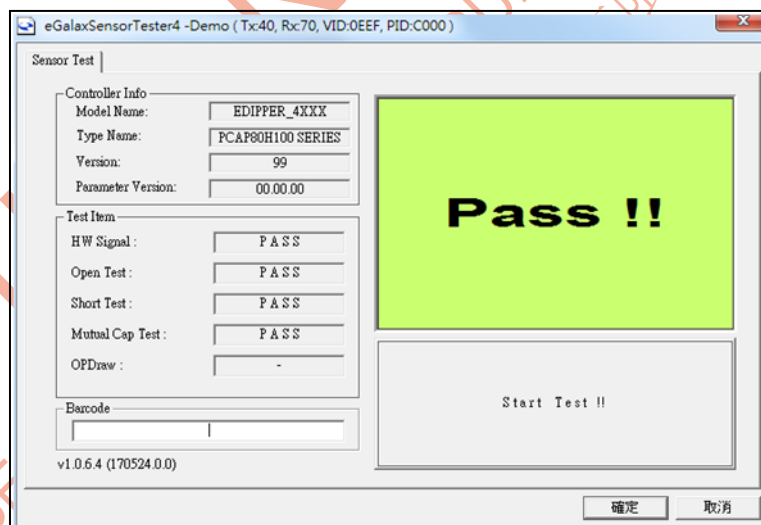 eGalaxSensorTester4 -Demo ( Tx:40, Rx:70, VID:0EEF, PID:C000 )
Sensor Test
Controller Info
Model Name: EDIPPER_4XXX
Type Name: PCAP80H100 SERIES
Version: 99
Parameter Version: 00.00.00
Test Item
HW Signal : PASS
Open Test : PASS
Short Test : PASS
Mutual Cap Test : PASS
OPDraw : -
Barcode
v1.0.6.4 (170524.0.0)
Pass !!
Start Test !!
確定 取消